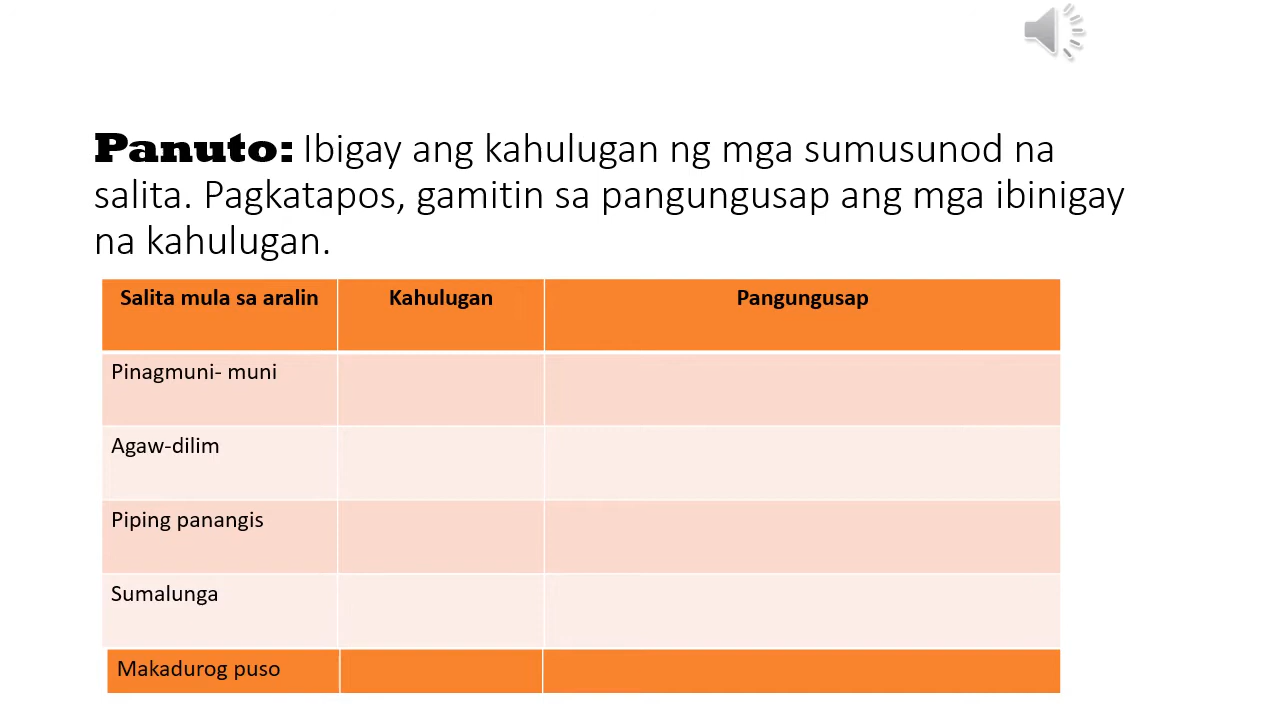 Panuto: Ibigay ang kahulugan ng mga sumusunod na
salita. Pagkatapos, gamitin sa pangungusap ang mga ibinigay
na kahulugan.
Salita mula sa aralin Kahulugan Pangungusap
Pinagmuni- muni
Agaw-dilim
Piping panangis
Sumalunga
Makadurog puso